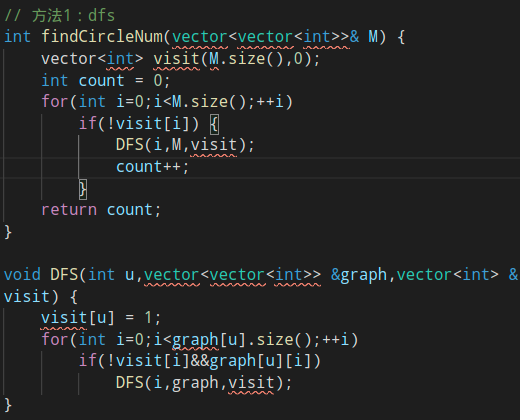 // 方法1：dfs
int findCircleNum(vector<vector<int>>& M) {
    vector<int> visit(M.size(),0);
    int count = 0;
    for(int i=0;i<M.size();++i)
        if(!visit[i]) {
            DFS(i,M,visit);
            count++;
        }
    return count;
}

void DFS(int u,vector<vector<int>> &graph,vector<int> &
visit) {
    visit[u] = 1;
    for(int i=0;i<graph[u].size();++i)
        if(!visit[i]&&graph[u][i])
            DFS(i,graph,visit);
}